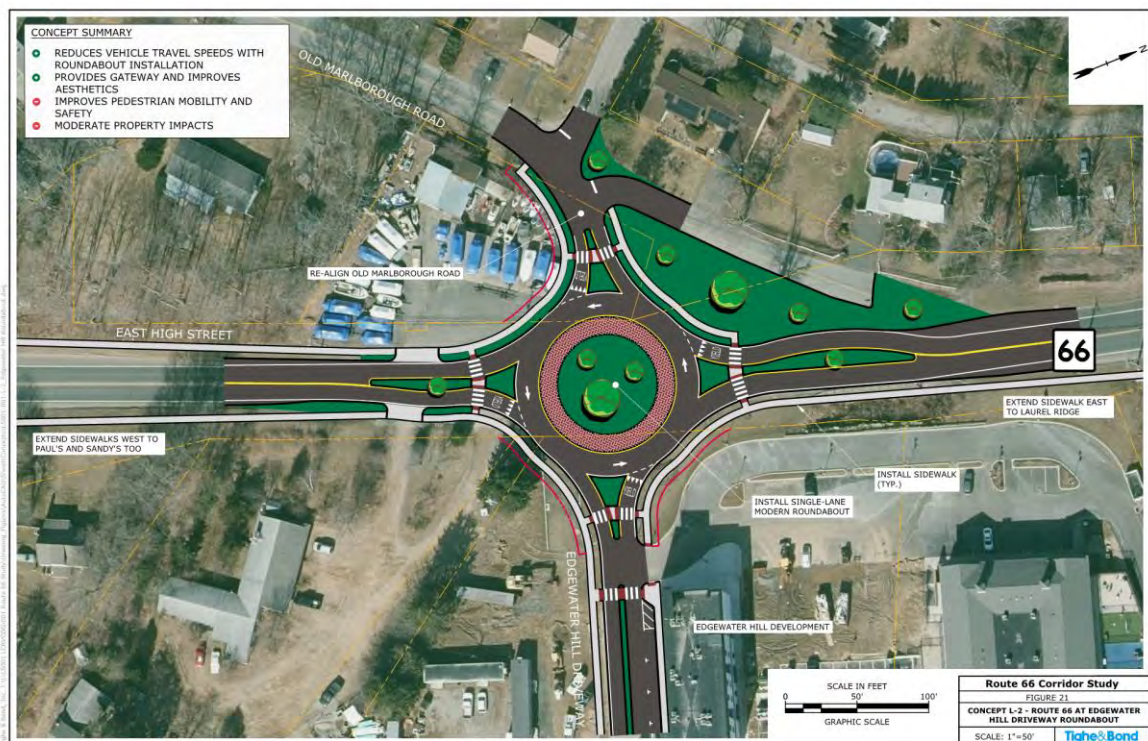 CONCEPT SUMMARY
REDUCES VEHICLE TRAVEL SPEEDS WITH
ROUNDABOUT INSTALLATION
PROVIDES GATEWAY AND IMPROVES
AESTHETICS
IMPROVES PEDESTRIAN MOBILITY AND
SAFETY
MODERATE PROPERTY IMPACTS
OLD MARLBOROUGH ROAD
N
RE-ALIGN OLD MARLBOROUGH ROAD
EAST HIGH STREET
66
EXTEND SIDEWALKS WEST TO
PAUL'S AND SANDY'S TOO
EXTEND SIDEWALK EAST
TO LAUREL RIDGE
INSTALL SIDEWALK
(TYP.)
INSTALL SINGLE-LANE
MODERN ROUNDABOUT
EDGEWATER HILL DRIVEWAY
EDGEWATER HILL DEVELOPMENT
SCALE IN FEET
0 50' 100'
GRAPHIC SCALE
Route 66 Corridor Study
FIGURE 21
CONCEPT L-2 - ROUTE 66 AT EDGEWATER
HILL DRIVEWAY ROUNDABOUT
SCALE: 1"=50'
Tighe&Bond